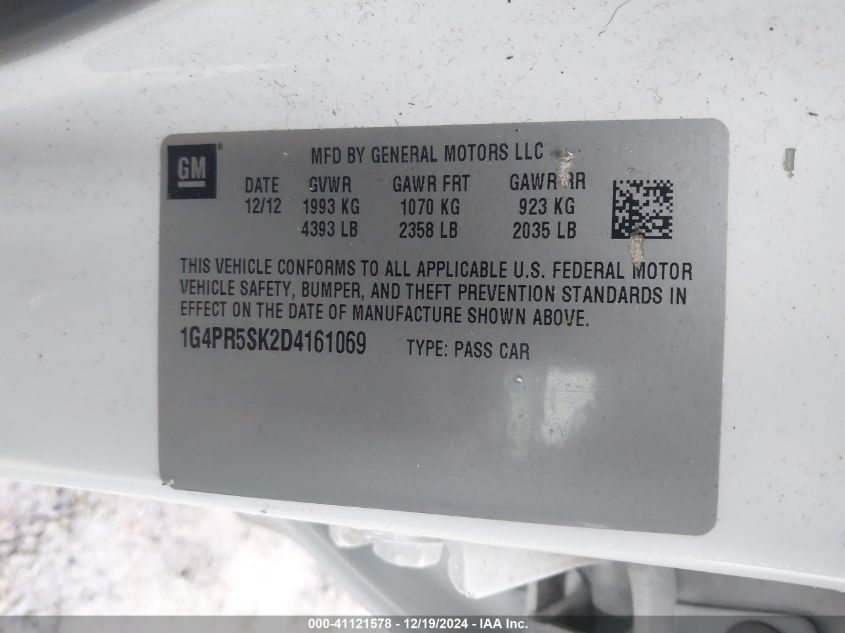 GM ®
MFD BY GENERAL MOTORS LLC
DATE GVWR GAWR FRT GAWR RR
12/12 1993 KG 1070 KG 923 KG
4393 LB 2358 LB 2035 LB
THIS VEHICLE CONFORMS TO ALL APPLICABLE U.S. FEDERAL MOTOR
VEHICLE SAFETY, BUMPER, AND THEFT PREVENTION STANDARDS IN
EFFECT ON THE DATE OF MANUFACTURE SHOWN ABOVE.
1G4PR5SK2D4161069 TYPE: PASS CAR
000-41121578 - 12/19/2024 - IAA Inc.